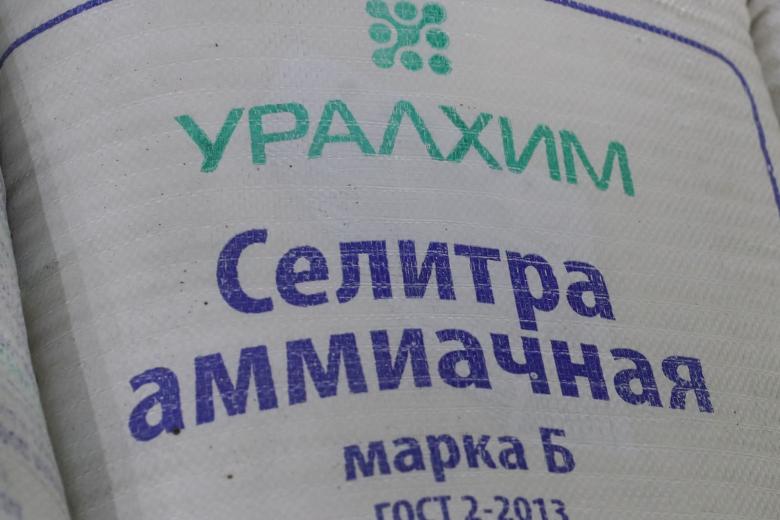 УРАЛХИМ
Селитра
аммиачная
марка Б
ГОСТ 2-2013